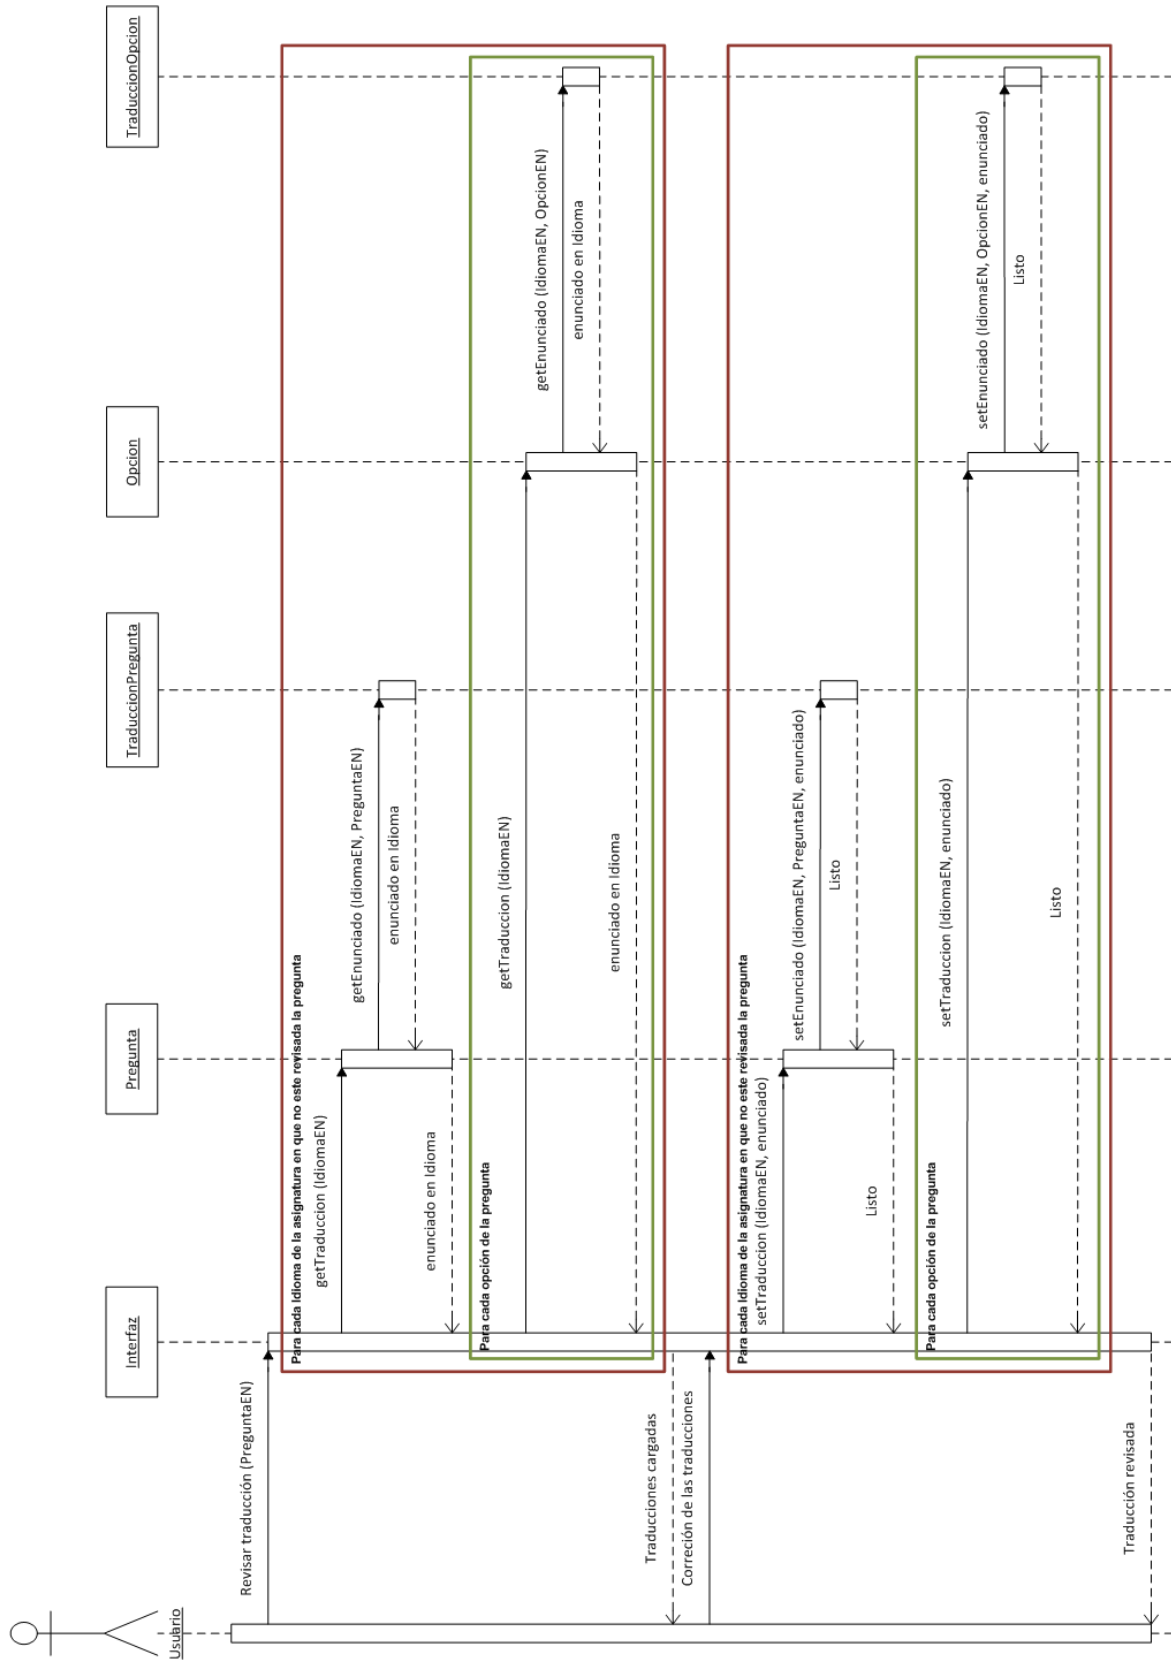 Usuario
Interfaz
Pregunta
TraduccionPregunta
Opcion
TraduccionOpcion
Revisar traducción (PreguntaEN)
Para cada Idioma de la asignatura en que no este revisada la pregunta
getTraduccion (IdiomaEN)
getEnunciado (IdiomaEN, PreguntaEN)
enunciado en Idioma
enunciado en Idioma
Para cada opción de la pregunta
getTraduccion (IdiomaEN)
getEnunciado (IdiomaEN, OpcionEN)
enunciado en Idioma
enunciado en Idioma
Traducciones cargadas
Correción de las traducciones
Para cada Idioma de la asignatura en que no este revisada la pregunta
setTraduccion (IdiomaEN, enunciado)
setEnunciado (IdiomaEN, PreguntaEN, enunciado)
Listo
Listo
Para cada opción de la pregunta
setTraduccion (IdiomaEN, enunciado)
setEnunciado (IdiomaEN, OpcionEN, enunciado)
Listo
Listo
Traducción revisada